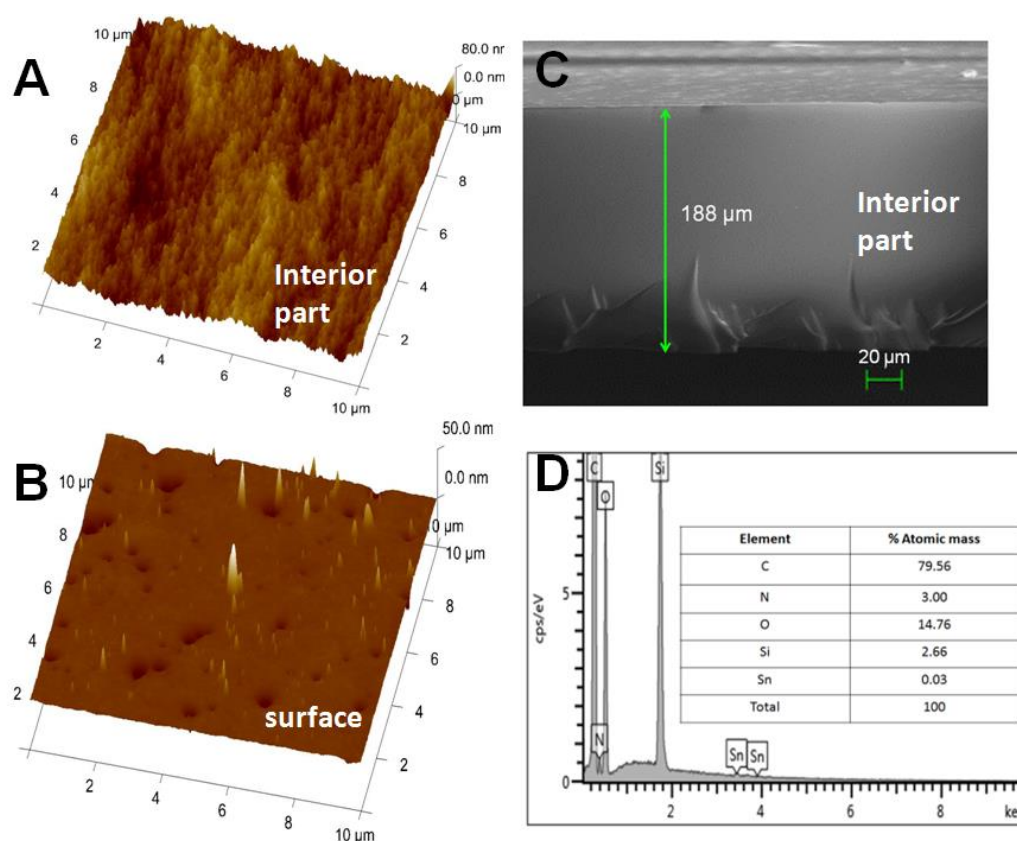 A
10 µm
8
6
4
2
80.0 nr
0.0 nm
0 µm
10 µm
8
6
4
2
Interior
part
2
4
6
8
10 µm
B
10 µm
8
6
4
2
50.0 nm
0.0 nm
0 µm
10 µm
8
6
4
2
surface
2
4
6
8
10 µm
C
188 µm
Interior
part
20 µm
D
C
O
Si
N
Sn
Sn
cps/eV
5
0
2
4
6
8
ke
Element % Atomic mass
C 79.56
N 3.00
O 14.76
Si 2.66
Sn 0.03
Total 100